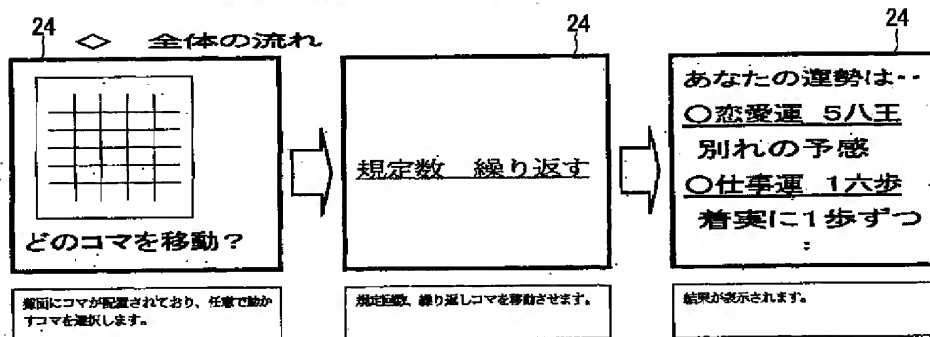 24
24
24
◇ 全体の流れ
どのコマを移動?
規定数 繰り返す
あなたの運勢は‥
○恋愛運 5八王
別れの予感
○仕事運 1六歩
着実に1歩ずつ
:
盤面にコマが配置されており、任意で動か
すコマを選択します。
規定回数、繰り返しコマを移動させます。
結果が表示されます。